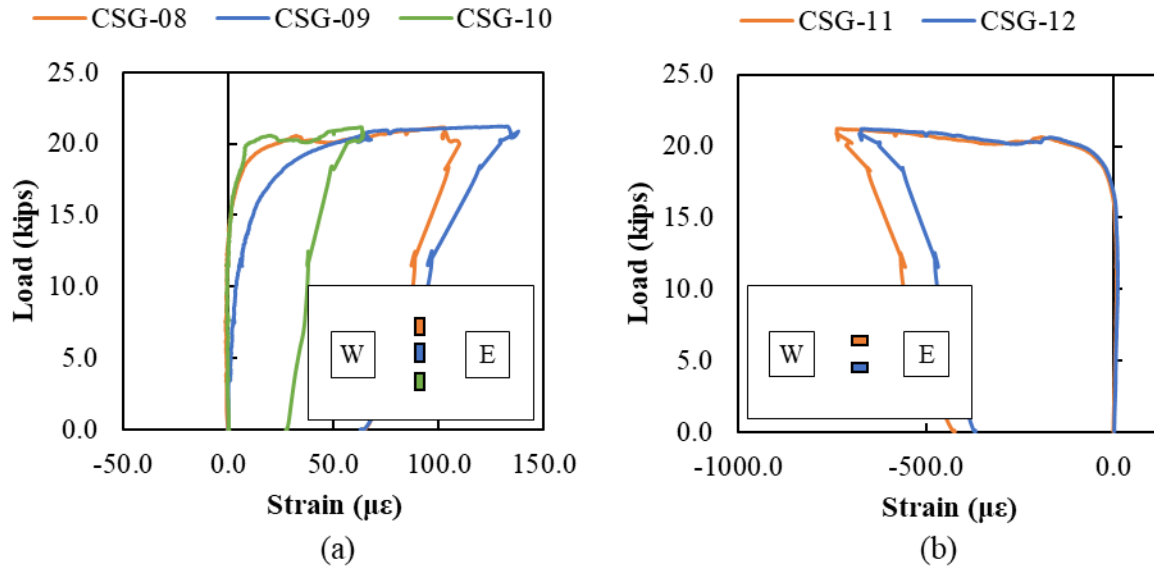 CSG-08 CSG-09 CSG-10
25.0
20.0
15.0
10.0
5.0
0.0
Load (kips)
W E
-50.0 0.0 50.0 100.0 150.0
Strain (με)
(a)
CSG-11 CSG-12
25.0
20.0
15.0
10.0
5.0
0.0
Load (kips)
W E
-1000.0 -500.0 0.0
Strain (με)
(b)